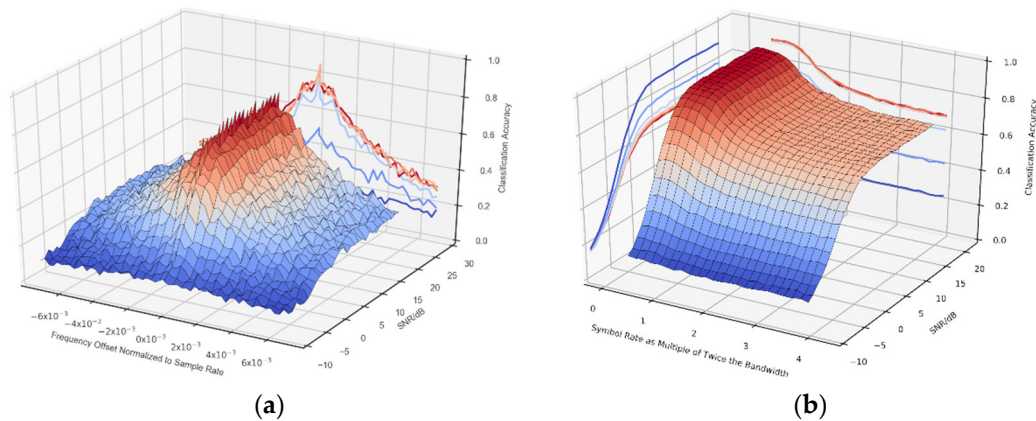 1.0
0.8
0.6
0.4
0.2
0.0
Classification Accuracy
30
25
20
15
10
5
0
−5
−10
SNR/dB
−6x10⁻³
−4x10⁻³
−2x10⁻³
0x10⁻³
2x10⁻³
4x10⁻³
6x10⁻³
Frequency Offset Normalized to Sample Rate
(a)
1.0
0.8
0.6
0.4
0.2
0.0
Classification Accuracy
20
15
10
5
0
−5
−10
SNR/dB
0
1
2
3
4
Symbol Rate as Multiple of Twice the Bandwidth
(b)